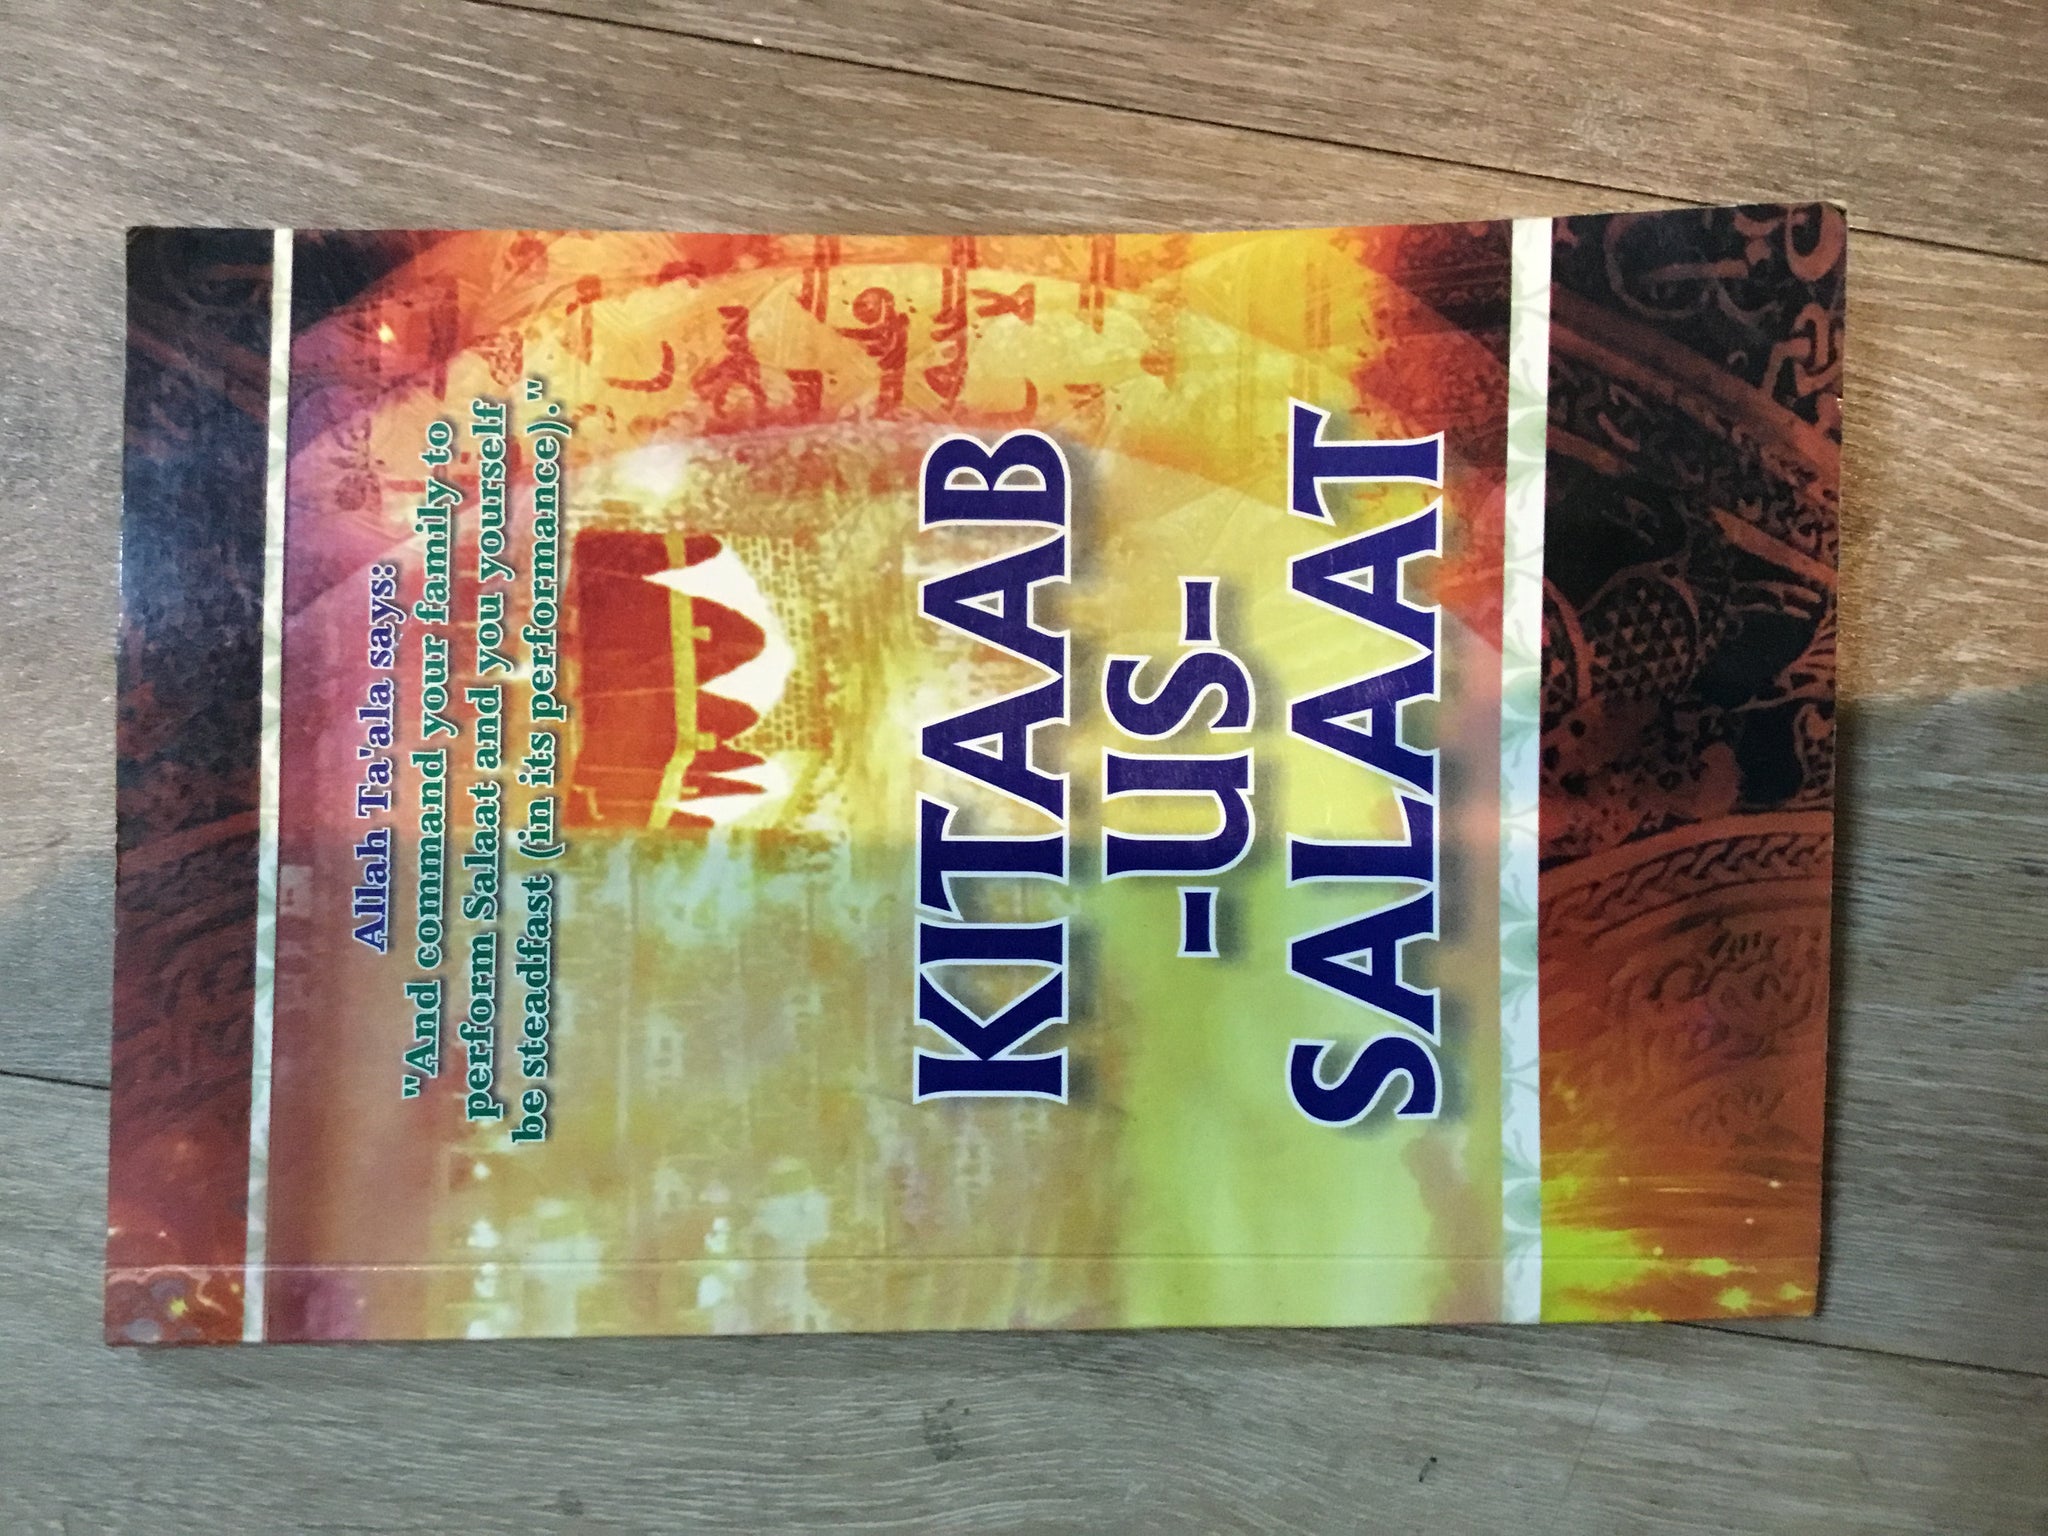 Allah Ta'ala says:
"And command your family to
perform Salaat and you yourself
be steadfast (in its performance)."
KITAAB
-US-
SALAAT